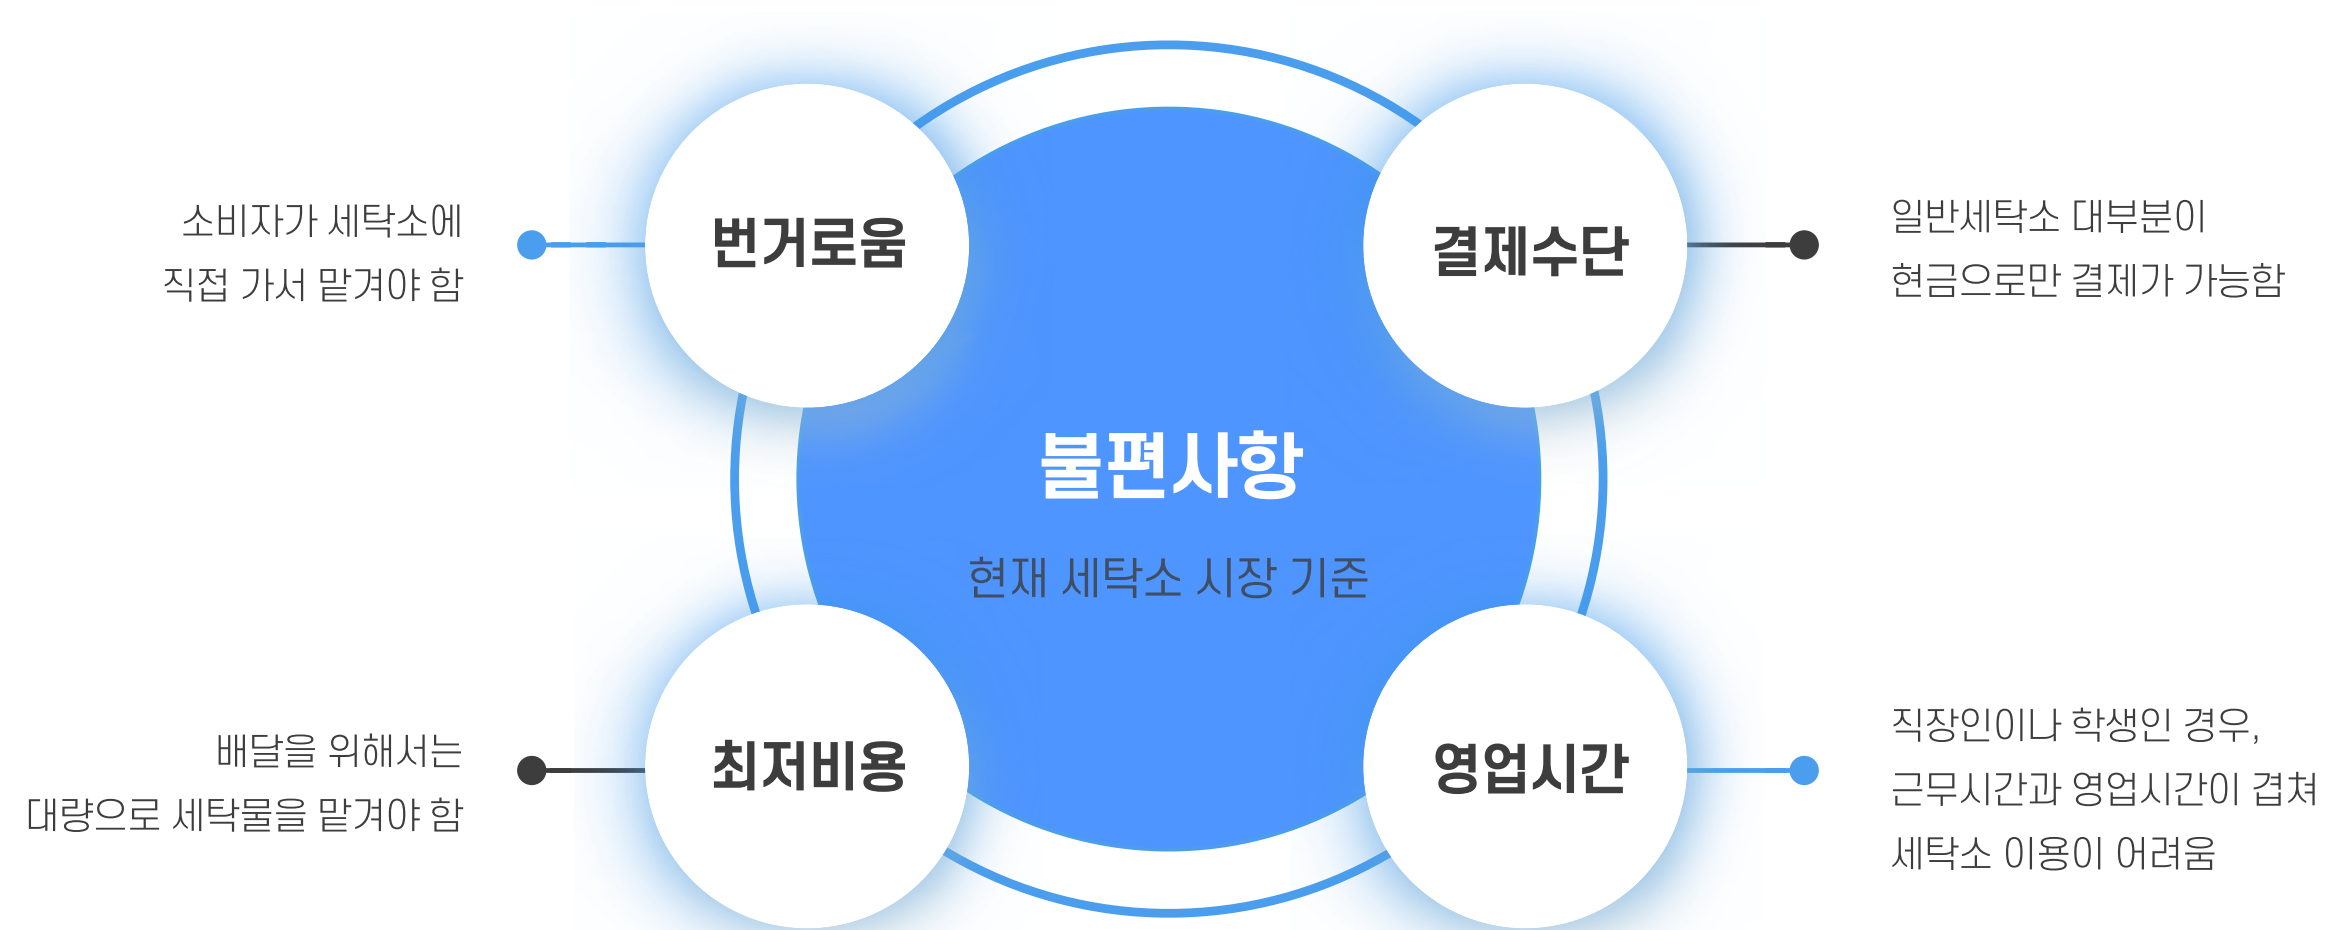 번거로움
소비자가 세탁소에
직접 가서 맡겨야 함
결제수단
일반세탁소 대부분이
현금으로만 결제가 가능함
불편사항
현재 세탁소 시장 기준
최저비용
배달을 위해서는
대량으로 세탁물을 맡겨야 함
영업시간
직장인이나 학생인 경우,
근무시간과 영업시간이 겹쳐
세탁소 이용이 어려움